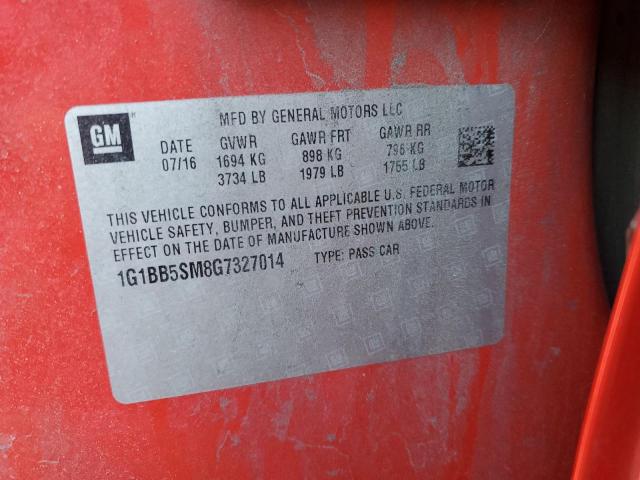 MFD BY GENERAL MOTORS LLC
GM
DATE GVWR GAWR FRT GAWR RR
07/16 1694 KG 898 KG 796 KG
3734 LB 1979 LB 1755 LB
THIS VEHICLE CONFORMS TO ALL APPLICABLE U.S. FEDERAL MOTOR
VEHICLE SAFETY, BUMPER, AND THEFT PREVENTION STANDARDS IN
EFFECT ON THE DATE OF MANUFACTURE SHOWN ABOVE.
1G1BB5SM8G7327014 TYPE: PASS CAR